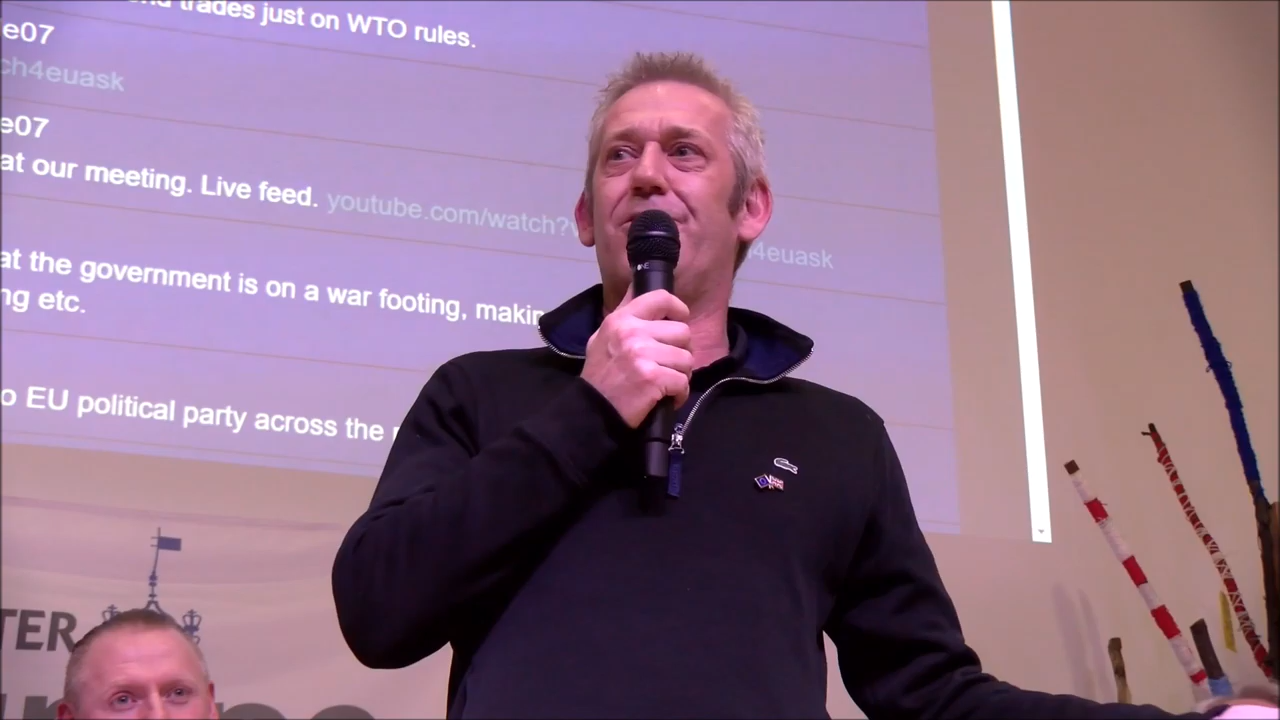 trades just on WTO rules.
e07
ch4euask
e07
at our meeting. Live feed. youtube.com/watch?v
4euask
at the government is on a war footing, makin
ng etc.
o EU political party across the
TER